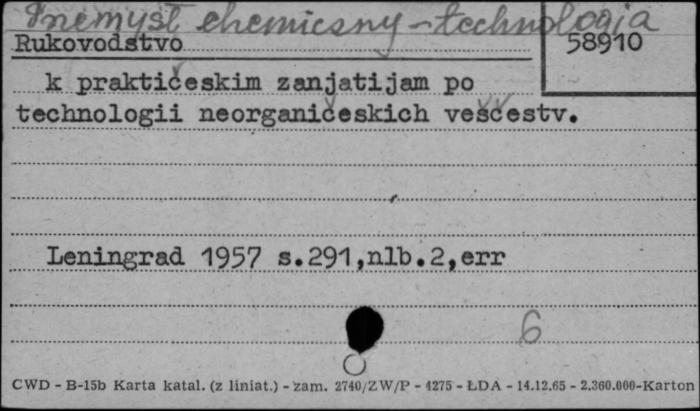 Przemysł chemiczny - technologia
Rukovodstvo
58910
k praktičeskim zanjatijam po
technologii neorganičeskich veščestv.
Leningrad 1957 s.291,nlb.2,err
6
CWD - B-15b Karta katal. (z liniat.) - zam. 2740/ZW/P - 4275 - ŁDA - 14.12.65 - 2.360.000-Karton